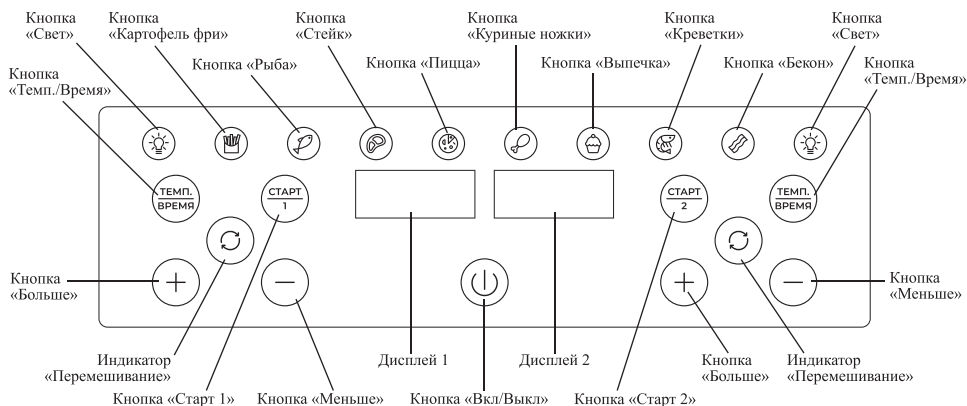 Кнопка
«Свет»
Кнопка
«Картофель фри»
Кнопка
«Стейк»
Кнопка
«Куриные ножки»
Кнопка
«Креветки»
Кнопка
«Свет»
Кнопка
«Темп./Время»
Кнопка «Рыба»
Кнопка «Пицца»
Кнопка «Выпечка»
Кнопка «Бекон»
Кнопка
«Темп./Время»
ТЕМП.
ВРЕМЯ
СТАРТ
1
СТАРТ
2
ТЕМП.
ВРЕМЯ
Кнопка
«Больше»
Кнопка
«Меньше»
Индикатор
«Перемешивание»
Дисплей 1
Дисплей 2
Кнопка
«Больше»
Индикатор
«Перемешивание»
Кнопка «Старт 1»
Кнопка «Меньше»
Кнопка «Вкл/Выкл»
Кнопка «Старт 2»